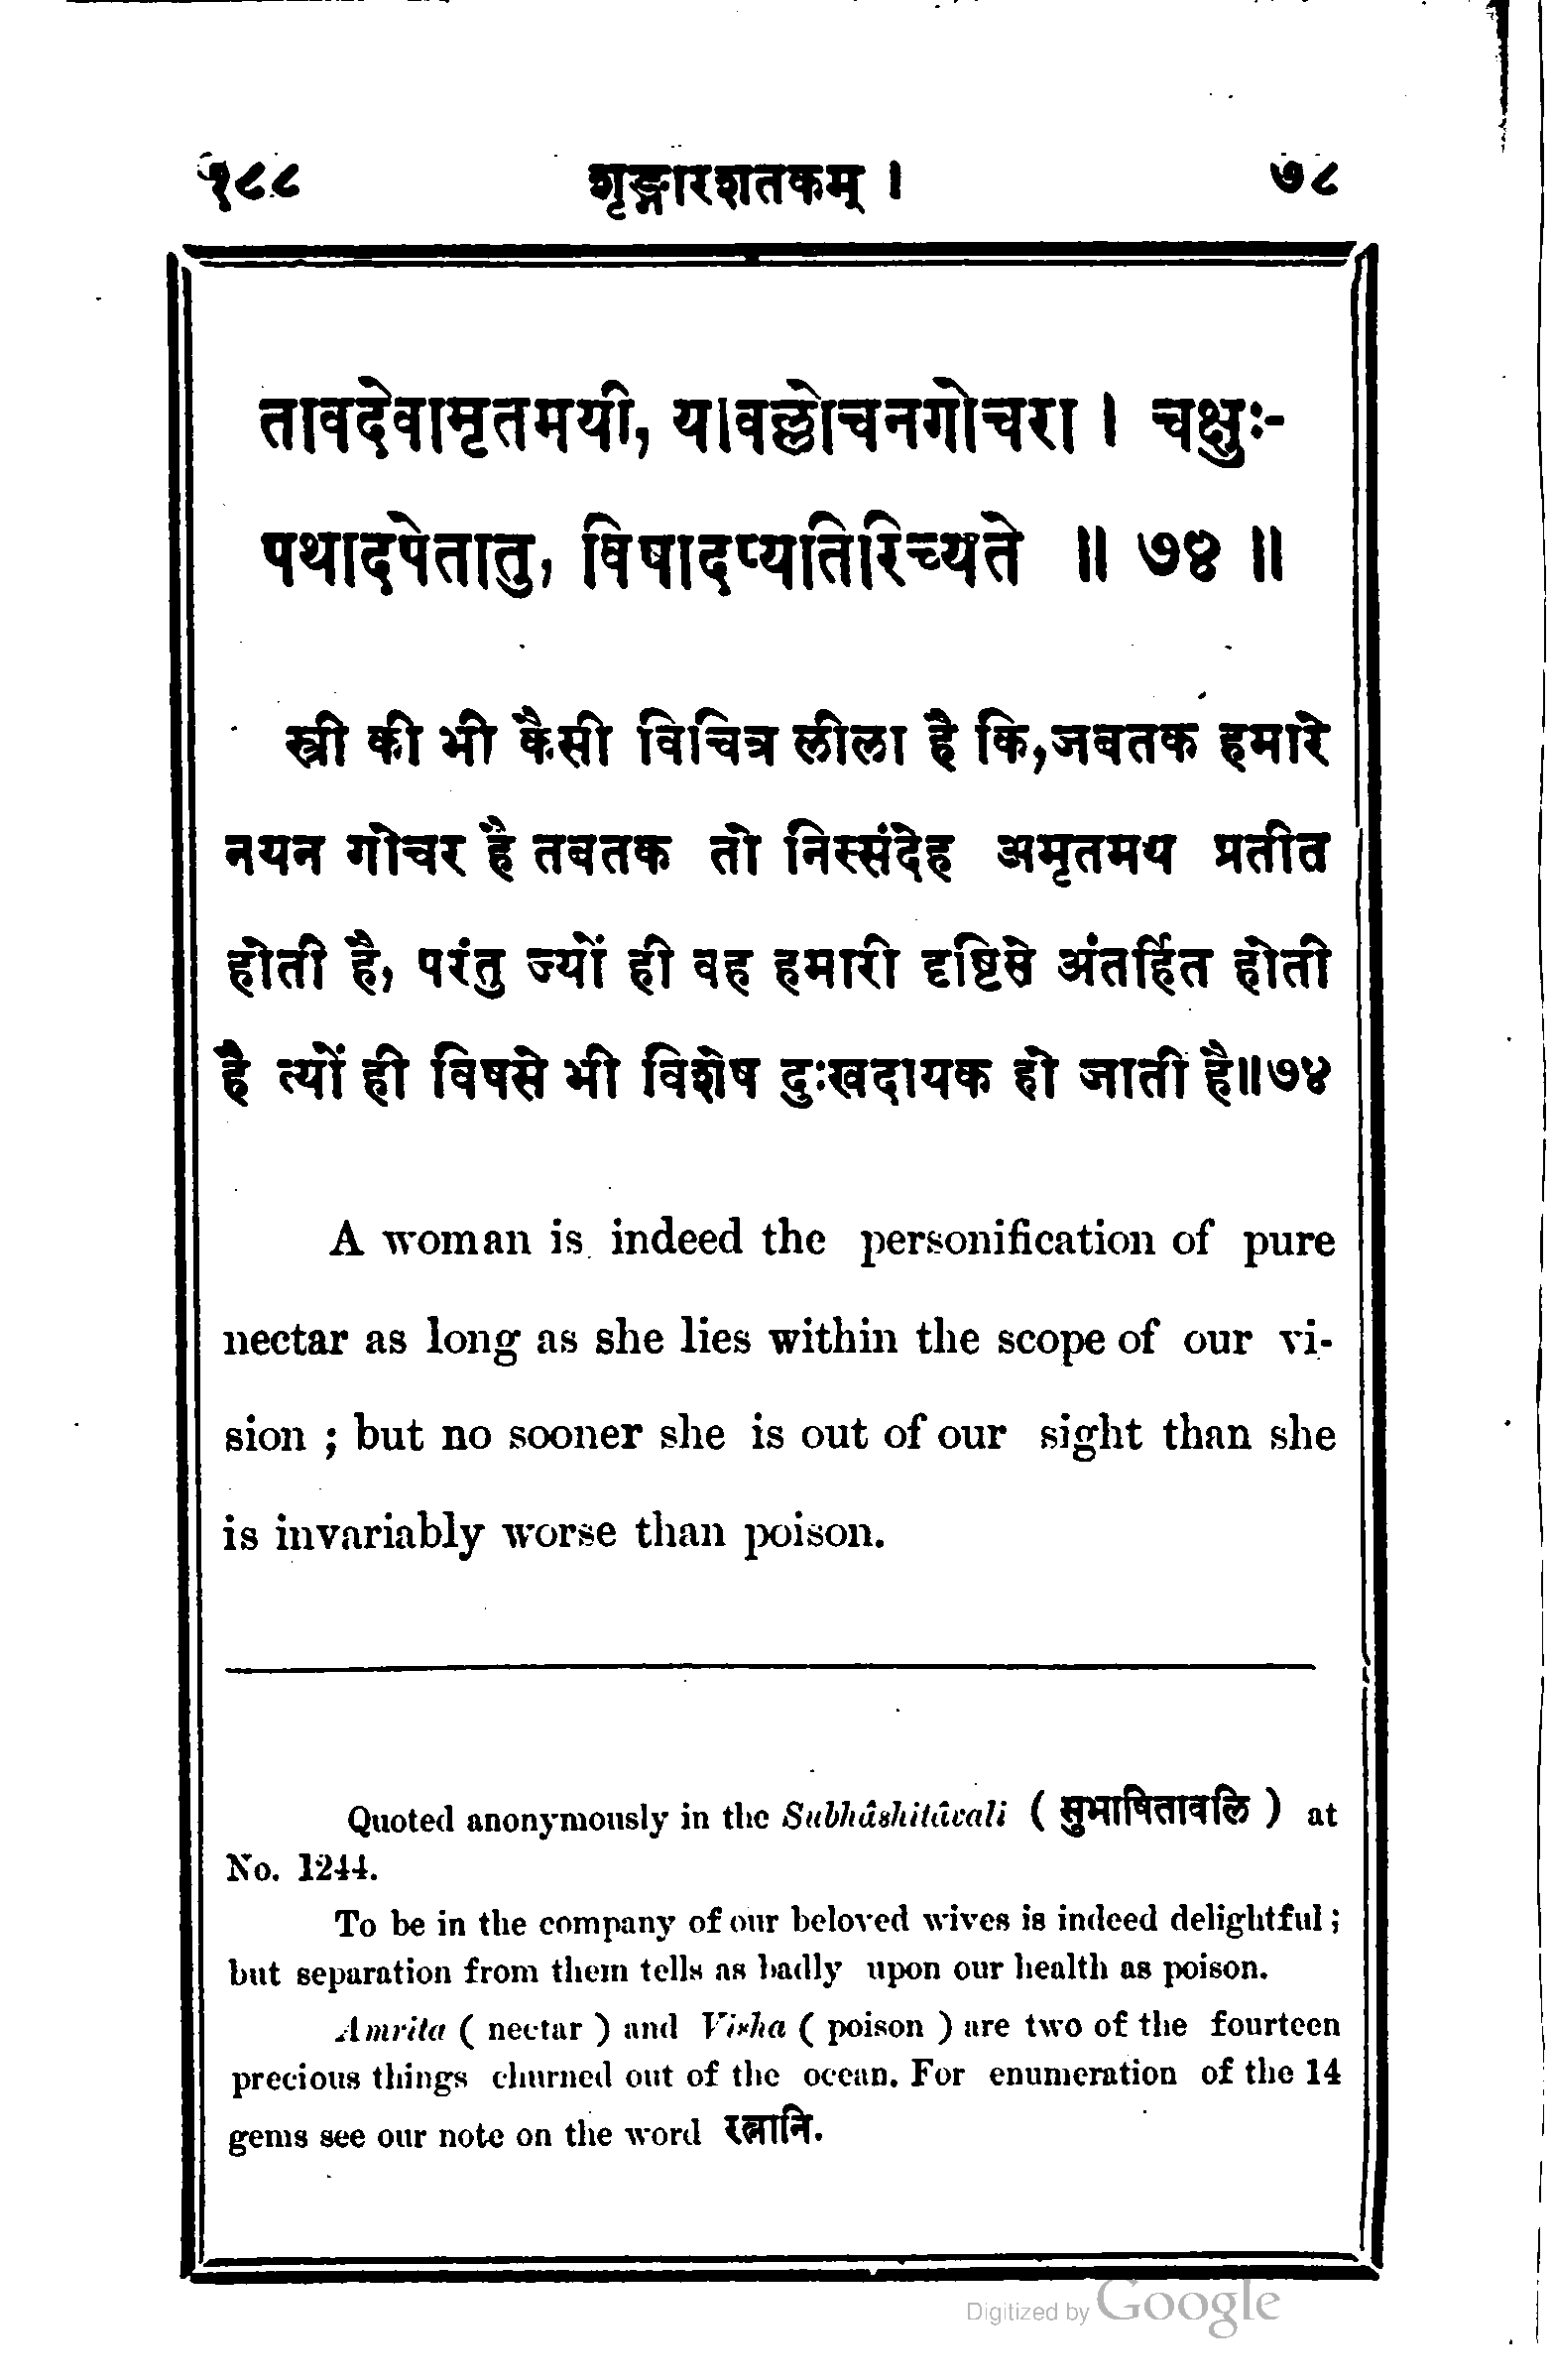 १८८ शृङ्गारशतकम् । ७८
तावदेवामृतमयी, यावल्लोचनगोचरा । चक्षुः-
पथादपेतातु, विषादप्यतिरिच्यते ॥ ७४ ॥
स्त्री की भी कैसी विचित्र लीला है कि,जबतक हमारे
नयन गोचर है तबतक तो निस्संदेह अमृतमय प्रतीत
होती है, परंतु ज्यों ही वह हमारी दृष्टिसे अंतर्हित होती
है त्यों ही विषसे भी विशेष दुःखदायक हो जाती है॥७४
A woman is indeed the personification of pure
nectar as long as she lies within the scope of our vi-
sion ; but no sooner she is out of our sight than she
is invariably worse than poison.
Quoted anonymously in the Subhâshitâvali ( सुभाषितावलि ) at
No. 1244.
To be in the company of our beloved wives is indeed delightful ;
but separation from them tells as badly upon our health as poison.
Amrita ( nectar ) and Visha ( poison ) are two of the fourteen
precious things churned out of the ocean. For enumeration of the 14
gems see our note on the word रत्नानि.
Digitized by Google